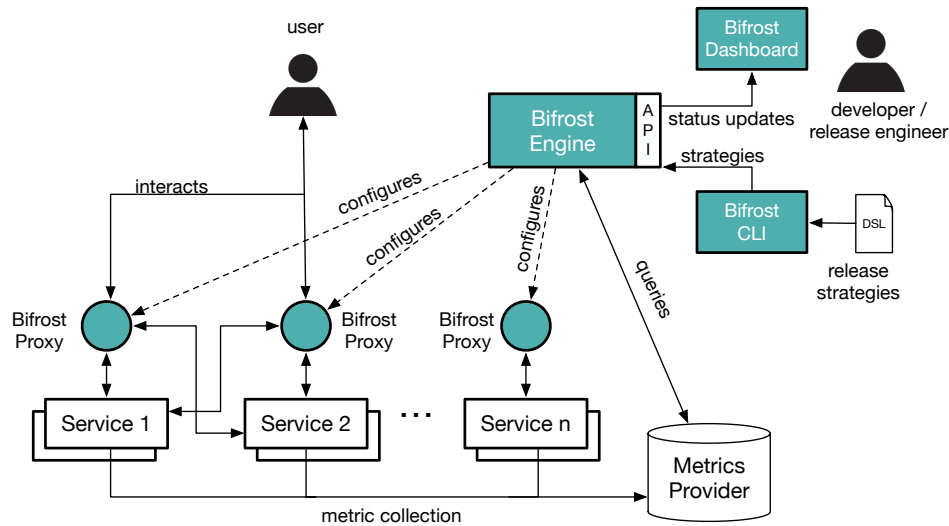 user
Bifrost
Dashboard
developer /
release engineer
Bifrost
Engine
A
P
I
status updates
strategies
interacts
configures
configures
configures
Bifrost
CLI
DSL
release
strategies
queries
Bifrost
Proxy
Bifrost
Proxy
Bifrost
Proxy
Service 1
Service 2
...
Service n
Metrics
Provider
metric collection